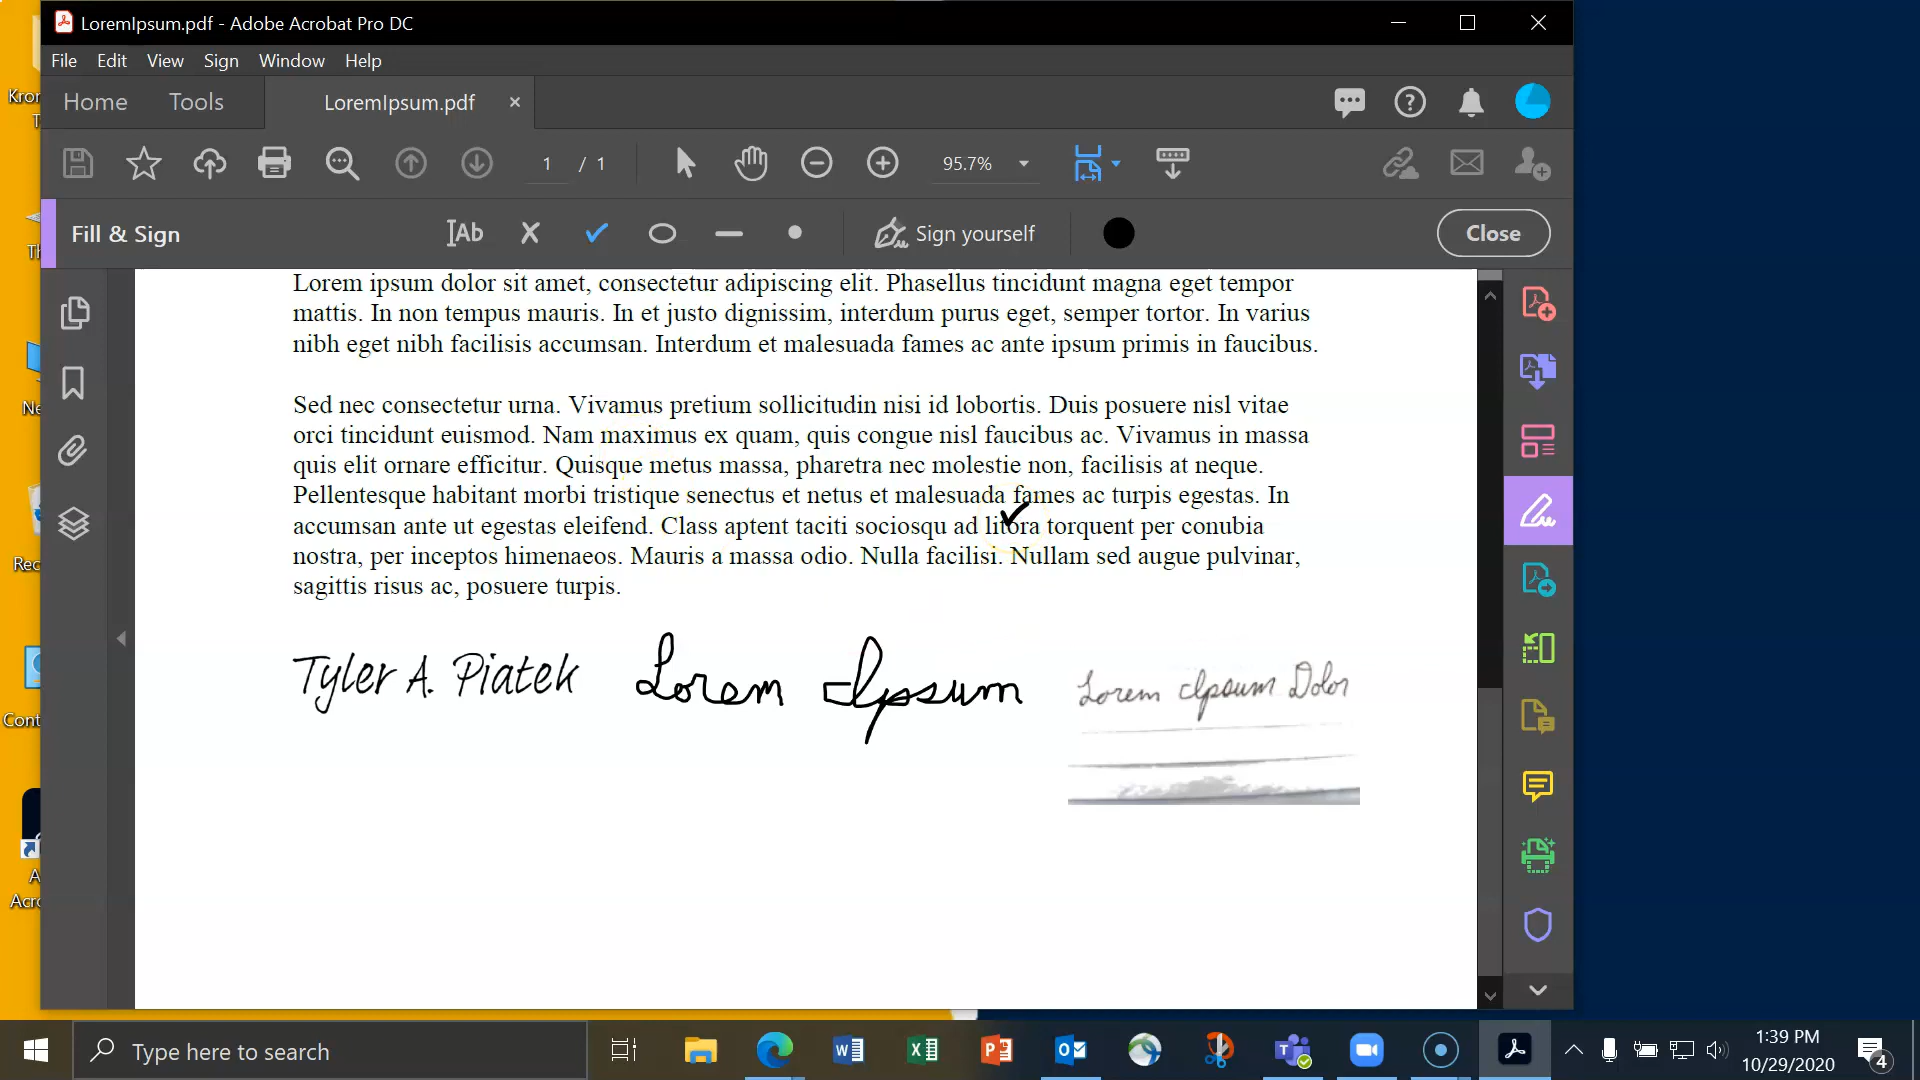 LoremIpsum.pdf - Adobe Acrobat Pro DC
File Edit View Sign Window Help
Home Tools LoremIpsum.pdf
1 / 1 95.7%
Fill & Sign Ab Sign yourself Close
Lorem ipsum dolor sit amet, consectetur adipiscing elit. Phasellus tincidunt magna eget tempor
mattis. In non tempus mauris. In et justo dignissim, interdum purus eget, semper tortor. In varius
nibh eget nibh facilisis accumsan. Interdum et malesuada fames ac ante ipsum primis in faucibus.
Sed nec consectetur urna. Vivamus pretium sollicitudin nisi id lobortis. Duis posuere nisl vitae
orci tincidunt euismod. Nam maximus ex quam, quis congue nisl faucibus ac. Vivamus in massa
quis elit ornare efficitur. Quisque metus massa, pharetra nec molestie non, facilisis at neque.
Pellentesque habitant morbi tristique senectus et netus et malesuada fames ac turpis egestas. In
accumsan ante ut egestas eleifend. Class aptent taciti sociosqu ad litora torquent per conubia
nostra, per inceptos himenaeos. Mauris a massa odio. Nulla facilisi. Nullam sed augue pulvinar,
sagittis risus ac, posuere turpis.
Tyler A. Piatek Lorem Ipsum Lorem Ipsum Dolor
Type here to search
1:39 PM
10/29/2020
4